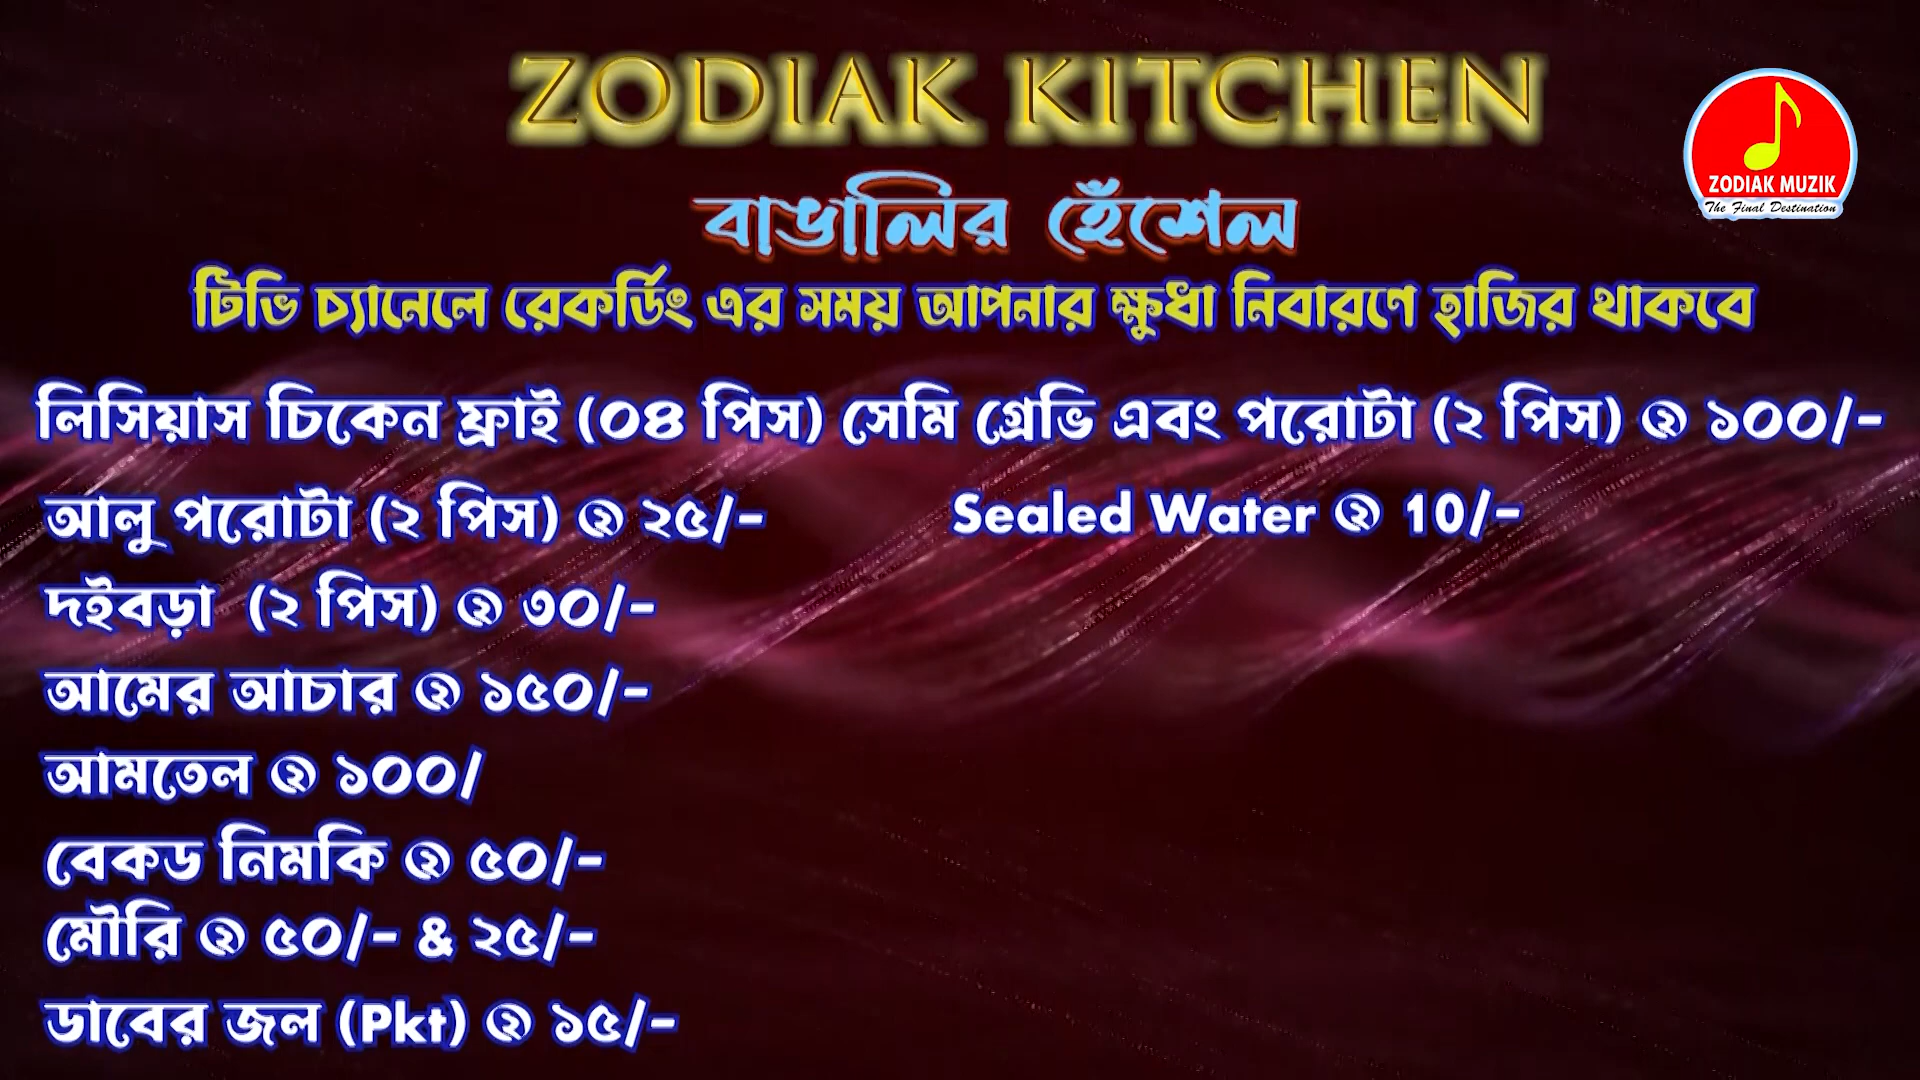 ZODIAK KITCHEN
ZODIAK MUZIK
The Final Destination
বাঙালির হেঁশেল
টিভি চ্যানেলে রেকর্ডিং এর সময় আপনার ক্ষুধা নিবারণে হাজির থাকবে
লিসিয়াস চিকেন ফ্রাই (০৪ পিস) সেমি গ্রেভি এবং পরোটা (২ পিস) @ ১০০/-
আলু পরোটা (২ পিস) @ ২৫/- Sealed Water @ 10/-
দইবড়া (২ পিস) @ ৩০/-
আমের আচার @ ১৫০/-
আমতেল @ ১০০/
বেকড নিমকি @ ৫০/-
মৌরি @ ৫০/- & ২৫/-
ডাবের জল (Pkt) @ ১৫/-